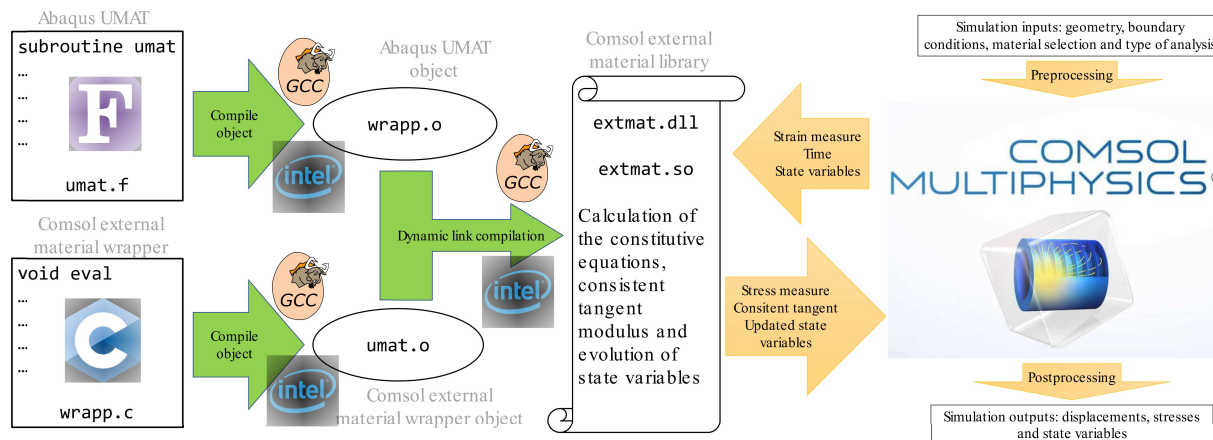 Abaqus UMAT
subroutine umat
...
...
...
...
F
umat.f
Compile
object
GCC
intel
Abaqus UMAT
object
wrapp.o
Comsol external
material wrapper
void eval
...
...
...
...
C
wrapp.c
Compile
object
GCC
intel
umat.o
Comsol external
material wrapper object
Dynamic link compilation
GCC
intel
Comsol external
material library
extmat.dll
extmat.so
Calculation of
the constitutive
equations,
consistent
tangent
modulus and
evolution of
state variables
Strain measure
Time
State variables
Stress measure
Consitent tangent
Updated state
variables
Simulation inputs: geometry, boundary
conditions, material selection and type of analysis
Preprocessing
COMSOL
MULTIPHYSICS®
Postprocessing
Simulation outputs: displacements, stresses
and state variables